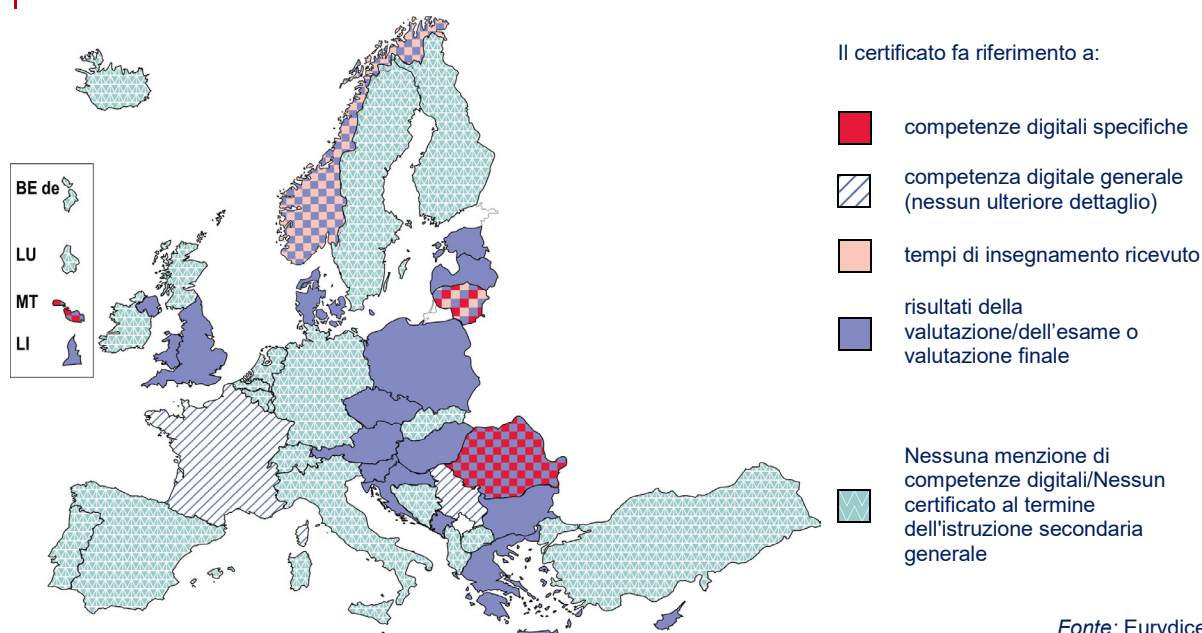 BE de
LU
MT
LI
Il certificato fa riferimento a:
competenze digitali specifiche
competenza digitale generale
(nessun ulteriore dettaglio)
tempi di insegnamento ricevuto
risultati della
valutazione/dell’esame o
valutazione finale
Nessuna menzione di
competenze digitali/Nessun
certificato al termine
dell'istruzione secondaria
generale
Fonte: Eurydice